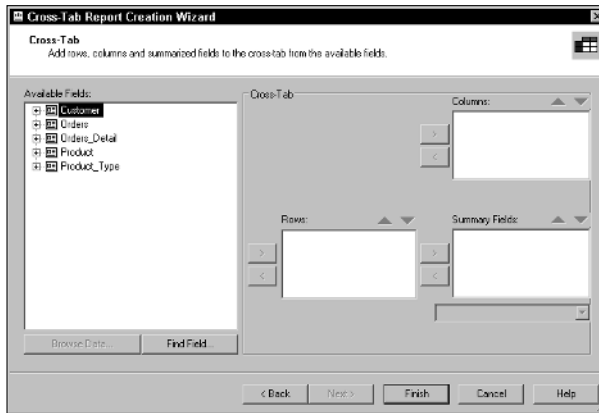 Cross-Tab Report Creation Wizard
Cross-Tab
Add rows, columns and summarized fields to the cross-tab from the available fields.
Available Fields:
Customer
Orders
Orders_Detail
Product
Product_Type
Cross-Tab
Columns:
>
<
Rows:
Summary Fields:
>
<
>
<
Browse Data...
Find Field...
< Back
Next >
Finish
Cancel
Help